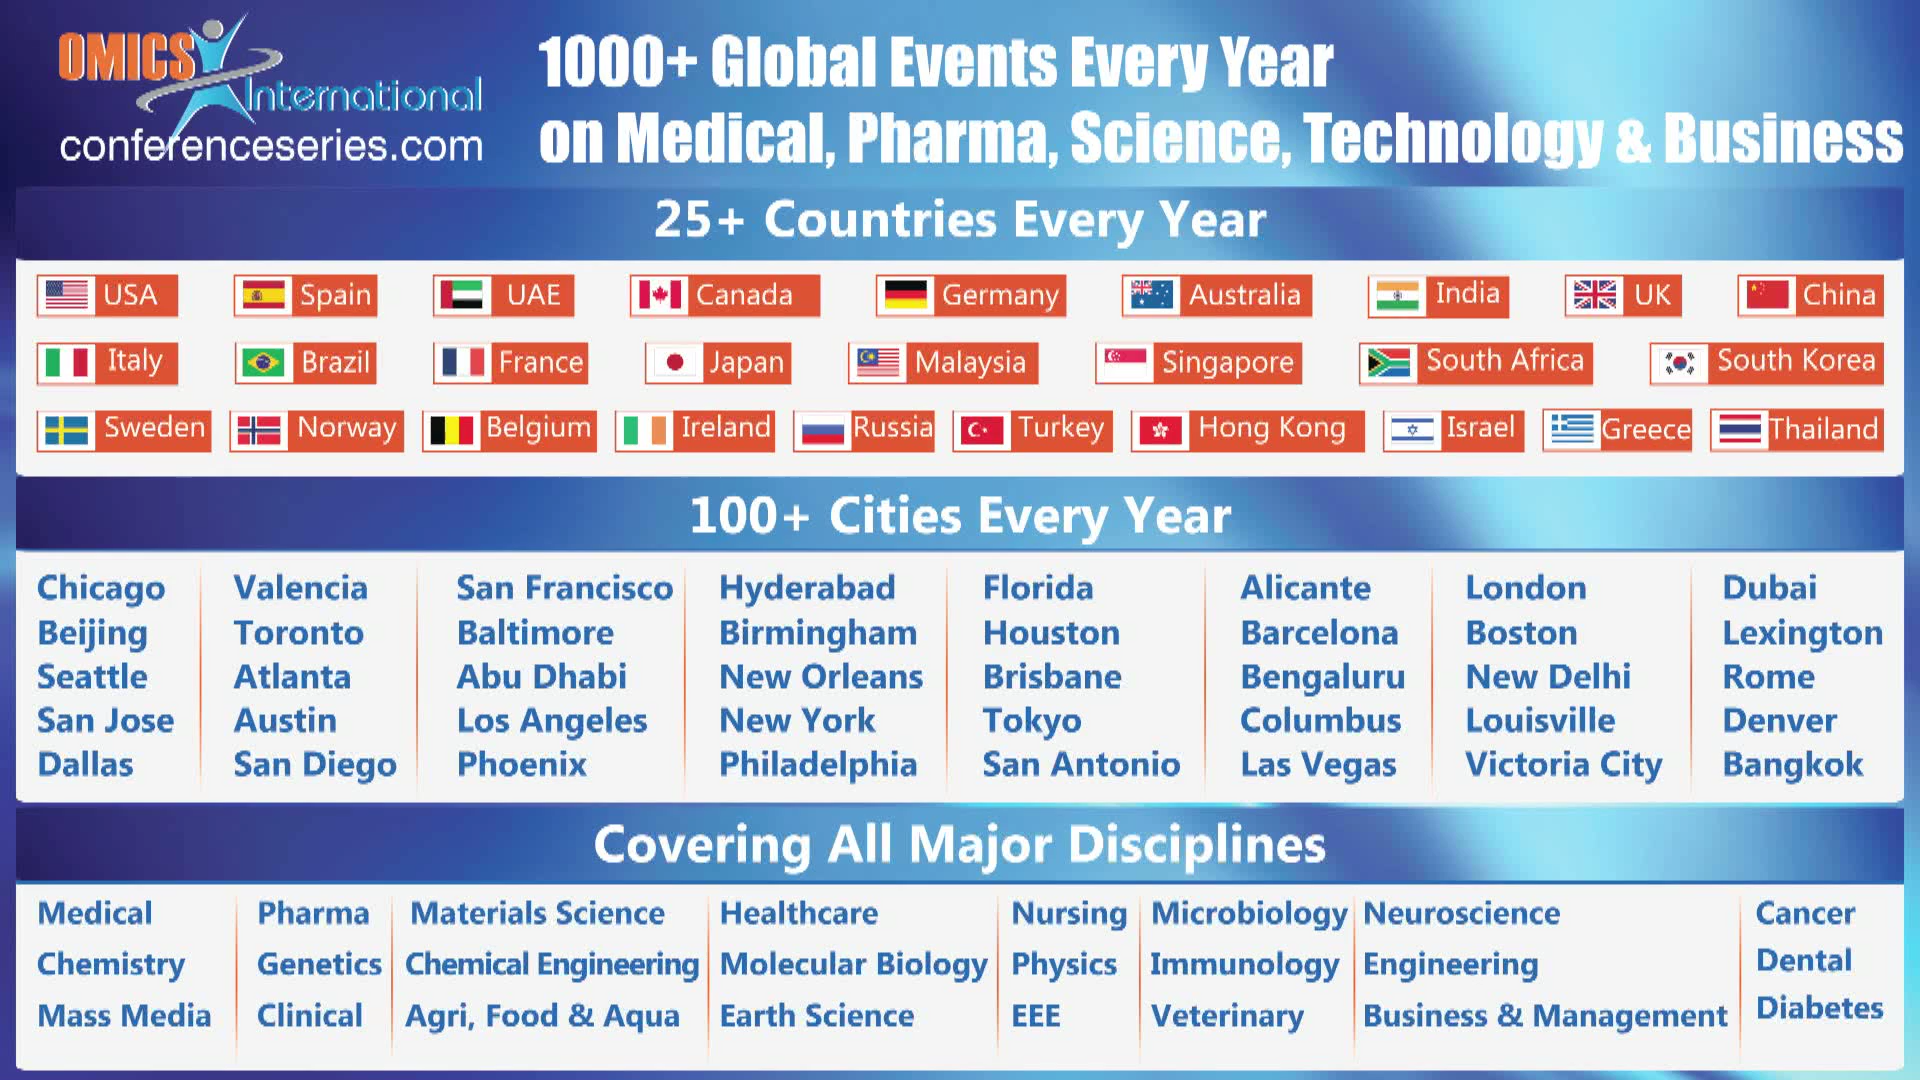 OMICS International
conferenceseries.com
1000+ Global Events Every Year
on Medical, Pharma, Science, Technology & Business
25+ Countries Every Year
USA Spain UAE Canada Germany Australia India UK China
Italy Brazil France Japan Malaysia Singapore South Africa South Korea
Sweden Norway Belgium Ireland Russia Turkey Hong Kong Israel Greece Thailand
100+ Cities Every Year
Chicago Valencia San Francisco Hyderabad Florida Alicante London Dubai
Beijing Toronto Baltimore Birmingham Houston Barcelona Boston Lexington
Seattle Atlanta Abu Dhabi New Orleans Brisbane Bengaluru New Delhi Rome
San Jose Austin Los Angeles New York Tokyo Columbus Louisville Denver
Dallas San Diego Phoenix Philadelphia San Antonio Las Vegas Victoria City Bangkok
Covering All Major Disciplines
Medical Pharma Materials Science Healthcare Nursing Microbiology Neuroscience Cancer
Chemistry Genetics Chemical Engineering Molecular Biology Physics Immunology Engineering Dental
Mass Media Clinical Agri, Food & Aqua Earth Science EEE Veterinary Business & Management Diabetes